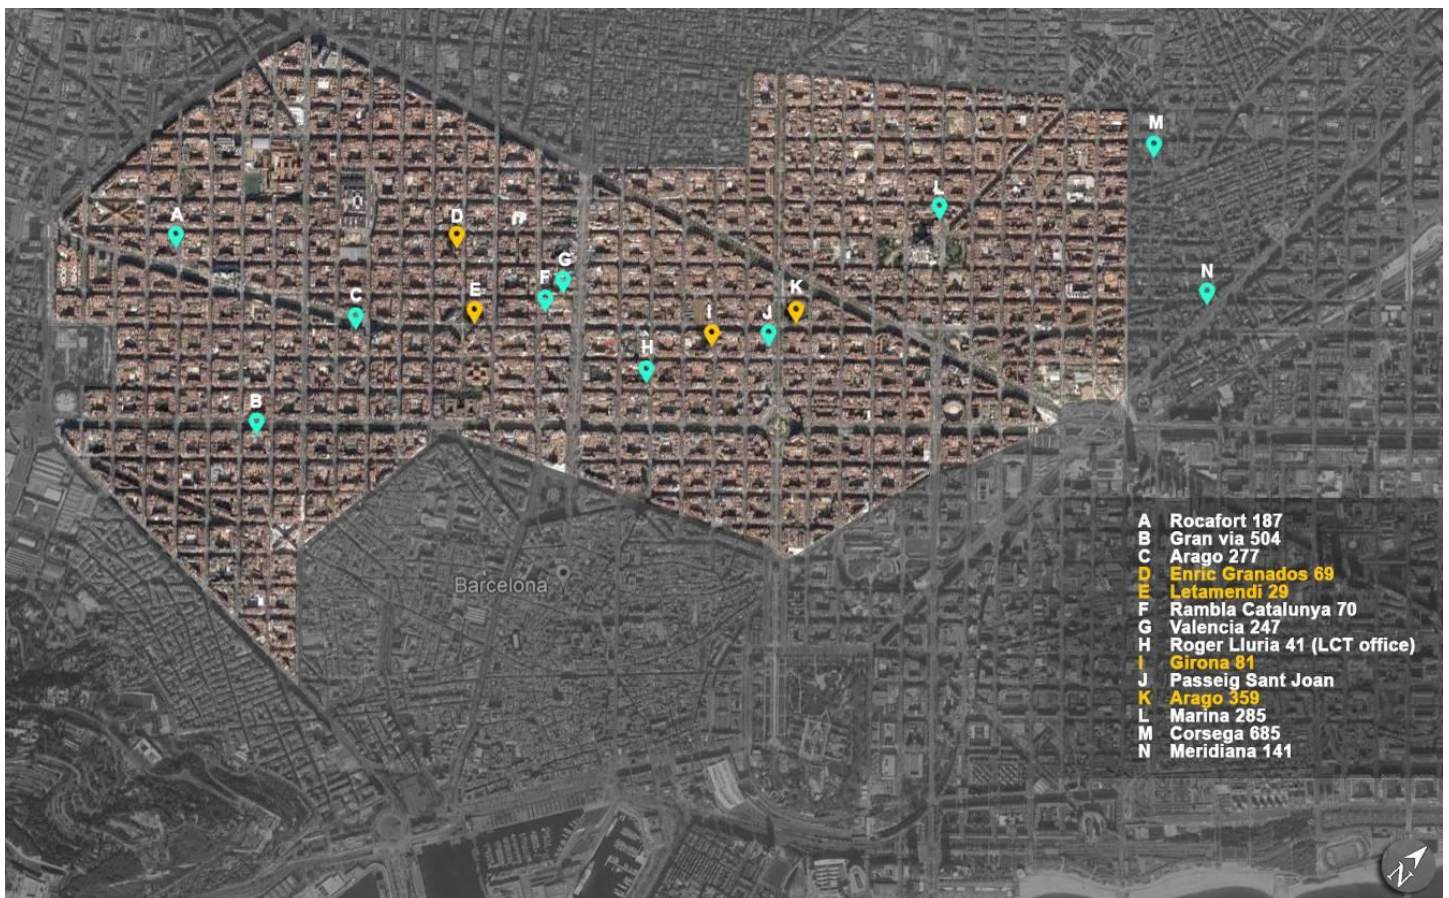 M
L
A
D
N
G
F
K
E
C
I
J
H
B
Barcelona
A Rocafort 187
B Gran via 504
C Arago 277
D Enric Granados 69
E Letamendi 29
F Rambla Catalunya 70
G Valencia 247
H Roger Lluria 41 (LCT office)
I Girona 81
J Passeig Sant Joan
K Arago 359
L Marina 285
M Corsega 685
N Meridiana 141
N